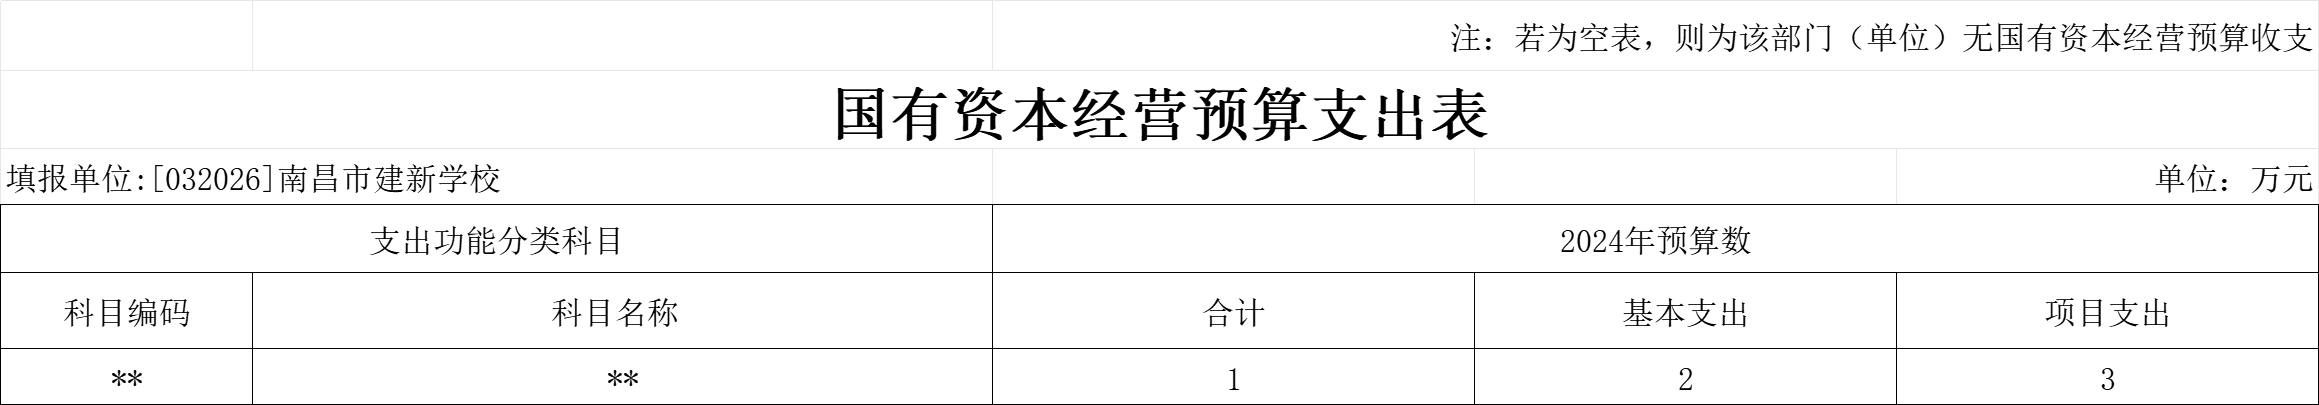 注：若为空表，则为该部门（单位）无国有资本经营预算收支
国有资本经营预算支出表
填报单位:[032026]南昌市建新学校 单位：万元
支出功能分类科目 2024年预算数
科目编码 科目名称 合计 基本支出 项目支出
** ** 1 2 3